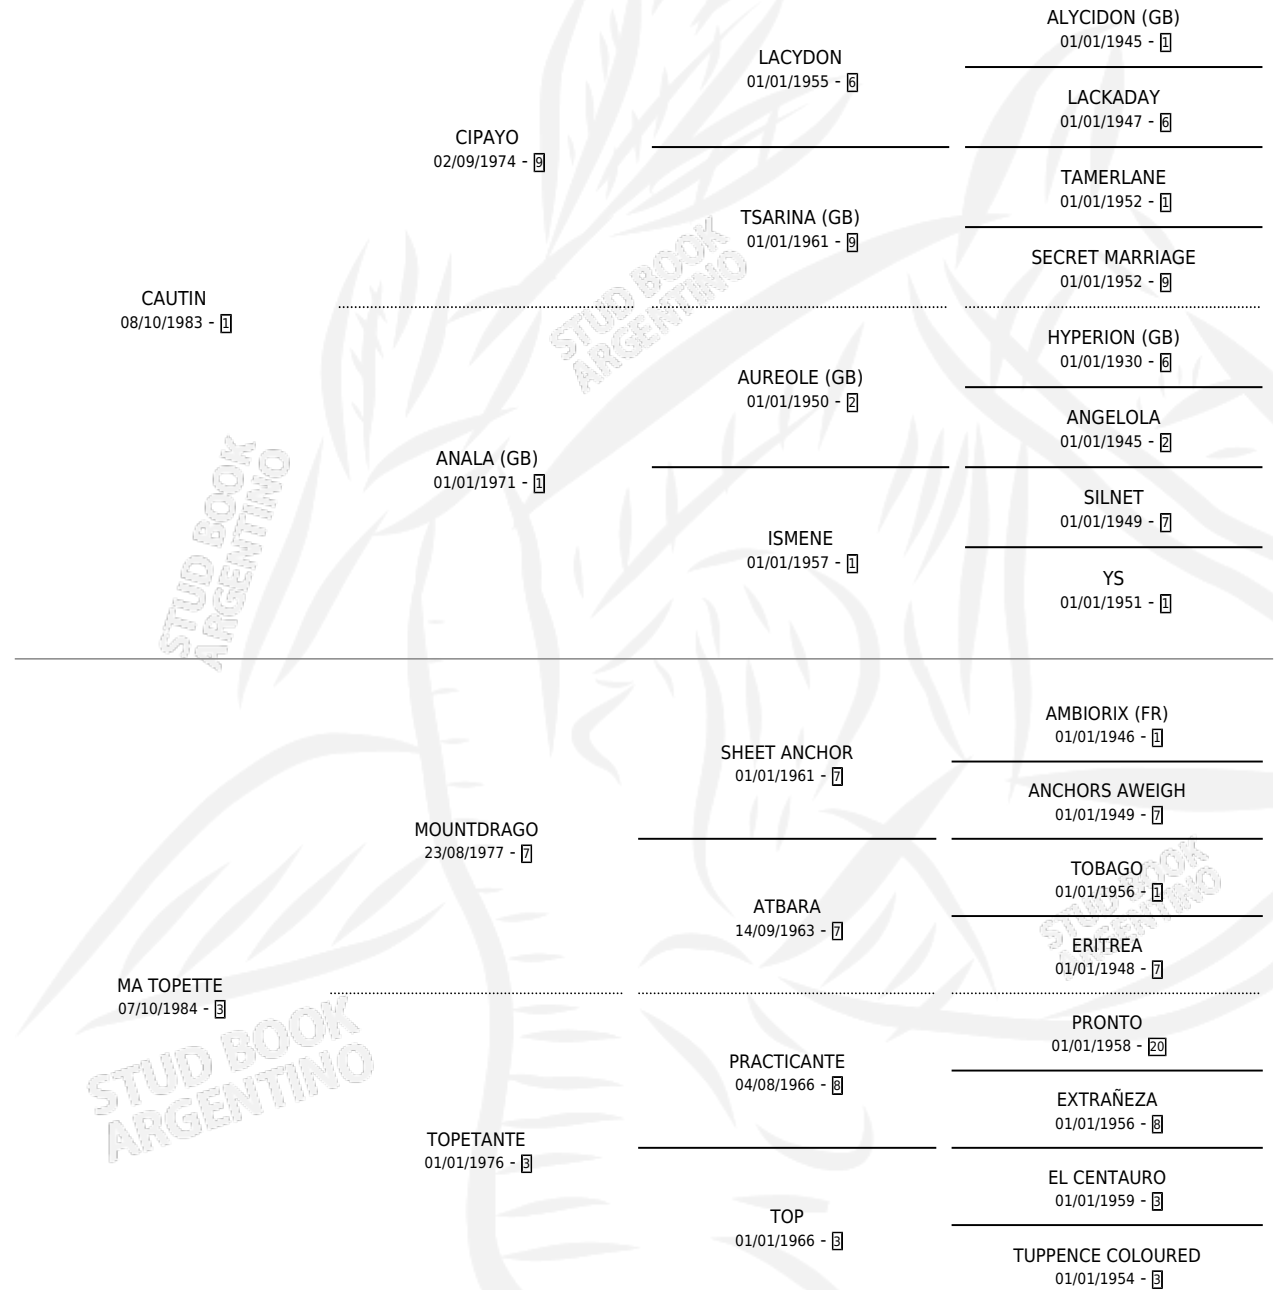 ALYCIDON (GB)
01/01/1945 - 1
LACYDON
01/01/1955 - 6
LACKADAY
01/01/1947 - 6
CIPAYO
02/09/1974 - 9
TAMERLANE
01/01/1952 - 1
TSARINA (GB)
01/01/1961 - 9
SECRET MARRIAGE
01/01/1952 - 9
CAUTIN
08/10/1983 - 1
HYPERION (GB)
01/01/1930 - 6
AUREOLE (GB)
01/01/1950 - 2
ANGELOLA
01/01/1945 - 2
ANALA (GB)
01/01/1971 - 1
SILNET
01/01/1949 - 7
ISMENE
01/01/1957 - 1
YS
01/01/1951 - 1
STUD BOOK
ARGENTINO
STUD BOOK
ARGENTINO
AMBIORIX (FR)
01/01/1946 - 1
SHEET ANCHOR
01/01/1961 - 7
ANCHORS AWEIGH
01/01/1949 - 7
MOUNTDRAGO
23/08/1977 - 7
TOBAGO
01/01/1956 - 1
ATBARA
14/09/1963 - 7
ERITREA
01/01/1948 - 7
MA TOPETTE
07/10/1984 - 3
PRONTO
01/01/1958 - 20
PRACTICANTE
04/08/1966 - 8
EXTRAÑEZA
01/01/1956 - 8
TOPETANTE
01/01/1976 - 3
EL CENTAURO
01/01/1959 - 3
TOP
01/01/1966 - 3
TUPPENCE COLOURED
01/01/1954 - 3
STUD BOOK
ARGENTINO
STUD BOOK
ARGENTINO